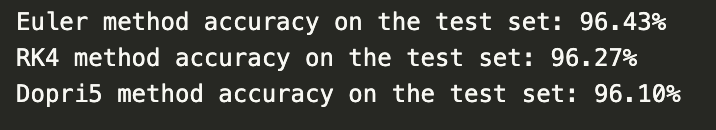 Euler method accuracy on the test set: 96.43%
RK4 method accuracy on the test set: 96.27%
Dopri5 method accuracy on the test set: 96.10%